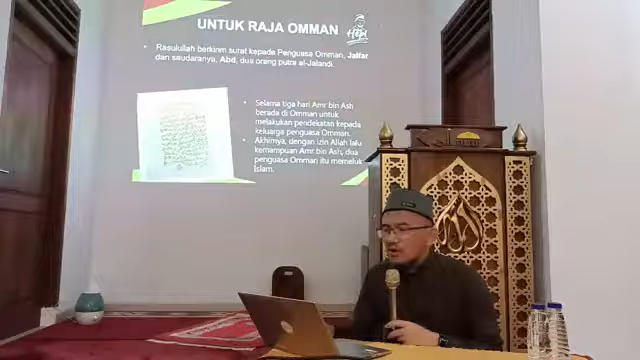 UNTUK RAJA OMMAN
Rasulullah berkirim surat kepada Penguasa Omman, Jaifar
dan saudaranya, Abd, dua orang putra al-Jalandi.
Selama tiga hari Amr bin Ash
berada di Omman untuk
melakukan pendekatan kepada
keluarga penguasa Omman.
Akhirnya, dengan izin Allah lalu
kemampuan Amr bin Ash, dua
penguasa Omman itu memeluk
Islam.
الله